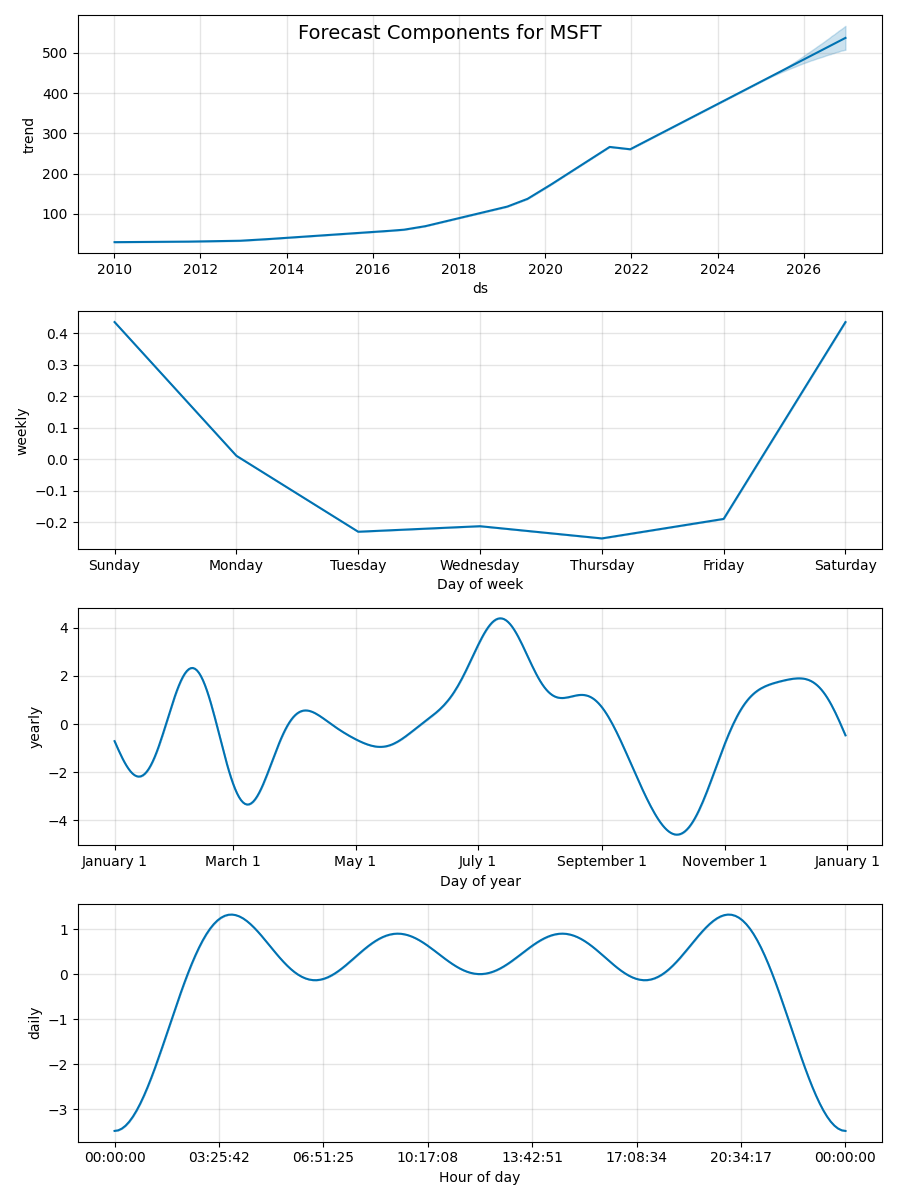 Forecast Components for MSFT
500
400
300
200
100
trend
2010 2012 2014 2016 2018 2020 2022 2024 2026
ds
0.4
0.3
0.2
0.1
0.0
−0.1
−0.2
weekly
Sunday Monday Tuesday Wednesday Thursday Friday Saturday
Day of week
4
2
0
−2
−4
yearly
January 1 March 1 May 1 July 1 September 1 November 1 January 1
Day of year
1
0
−1
−2
−3
daily
00:00:00 03:25:42 06:51:25 10:17:08 13:42:51 17:08:34 20:34:17 00:00:00
Hour of day